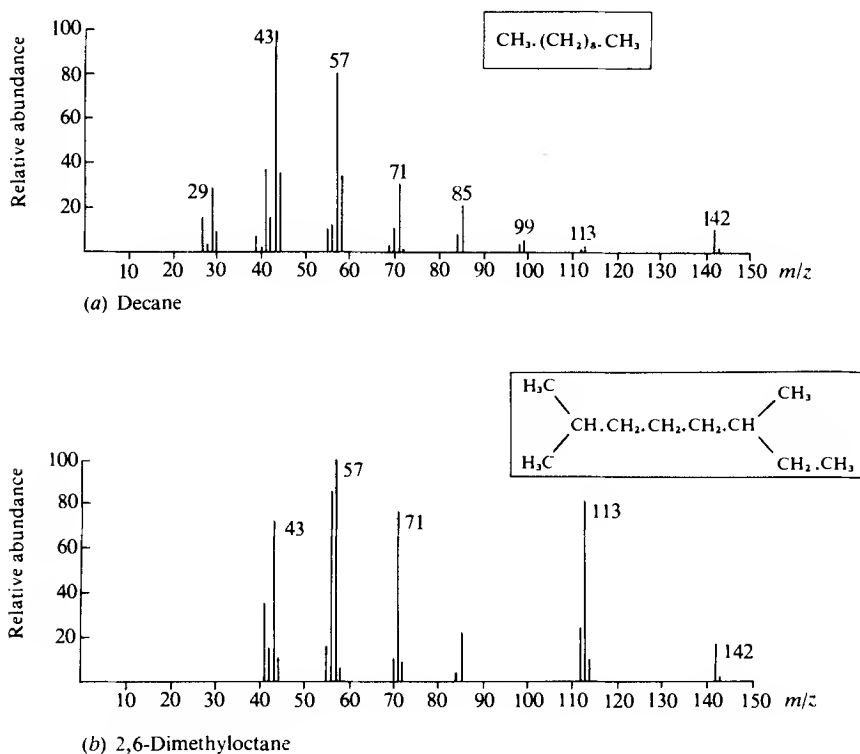 100
80
60
40
20
Relative abundance
29
43
57
71
85
99
113
142
CH₃.(CH₂)₈.CH₃
10 20 30 40 50 60 70 80 90 100 110 120 130 140 150 m/z
(a) Decane
100
80
60
40
20
Relative abundance
43
57
71
113
142
H₃C
CH₃
CH.CH₂.CH₂.CH₂.CH
H₃C
CH₂.CH₃
10 20 30 40 50 60 70 80 90 100 110 120 130 140 150 m/z
(b) 2,6-Dimethyloctane